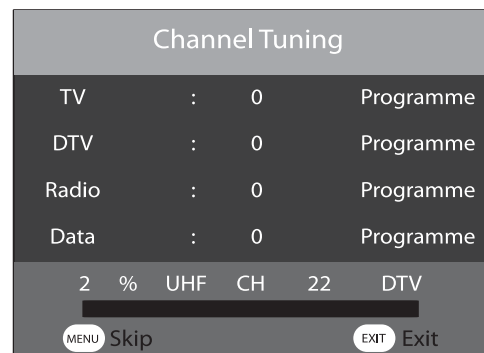 Channel Tuning
TV : 0 Programme
DTV : 0 Programme
Radio : 0 Programme
Data : 0 Programme
2 % UHF CH 22 DTV
MENU Skip EXIT Exit